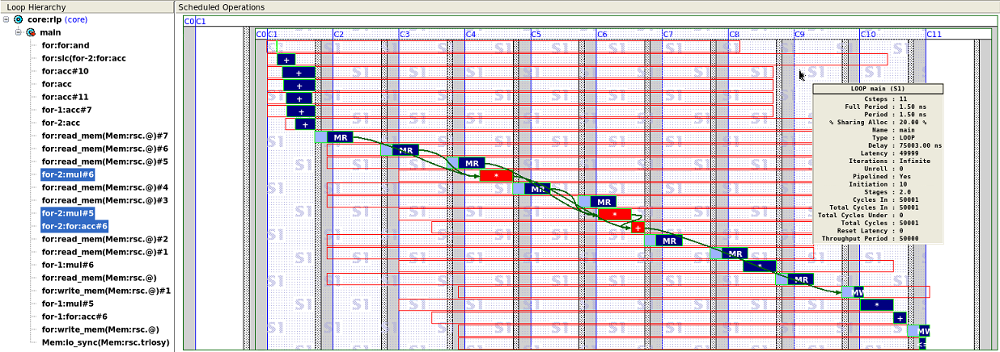 Loop Hierarchy
Scheduled Operations
core:rlp (core)
main
for:for:and
for:slc(for-2:for:acc
for:acc#10
for:acc
for:acc#11
for-1:acc#7
for-2:acc
for:read_mem(Mem:rsc.@)#7
for:read_mem(Mem:rsc.@)#6
for:read_mem(Mem:rsc.@)#5
for-2:mul#6
for:read_mem(Mem:rsc.@)#4
for:read_mem(Mem:rsc.@)#3
for-2:mul#5
for-2:for:acc#6
for:read_mem(Mem:rsc.@)#2
for:read_mem(Mem:rsc.@)#1
for-1:mul#6
for:read_mem(Mem:rsc.@)
for:write_mem(Mem:rsc.@)#1
for-1:mul#5
for-1:for:acc#6
for:write_mem(Mem:rsc.@)
Mem:io_sync(Mem:rsc.triosy)
C0 C1
C0 C1 C2 C3 C4 C5 C6 C7 C8 C9 C10 C11
+
+
+
+
+
+
MR
MR
MR
*
MR
MR
*
+
MR
MR
*
MR
MW
*
+
MW
LOOP main (S1)
Csteps : 11
Full Period : 1.50 ns
Period : 1.50 ns
% Sharing Alloc : 20.00 %
Name : main
Type : LOOP
Delay : 75003.00 ns
Latency : 49999
Iterations : Infinite
Unroll : 0
Pipelined : Yes
Initiation : 10
Stages : 2.0
Cycles In : 50001
Total Cycles In : 50001
Total Cycles Under : 0
Total Cycles : 50001
Reset Latency : 0
Throughput Period : 50000